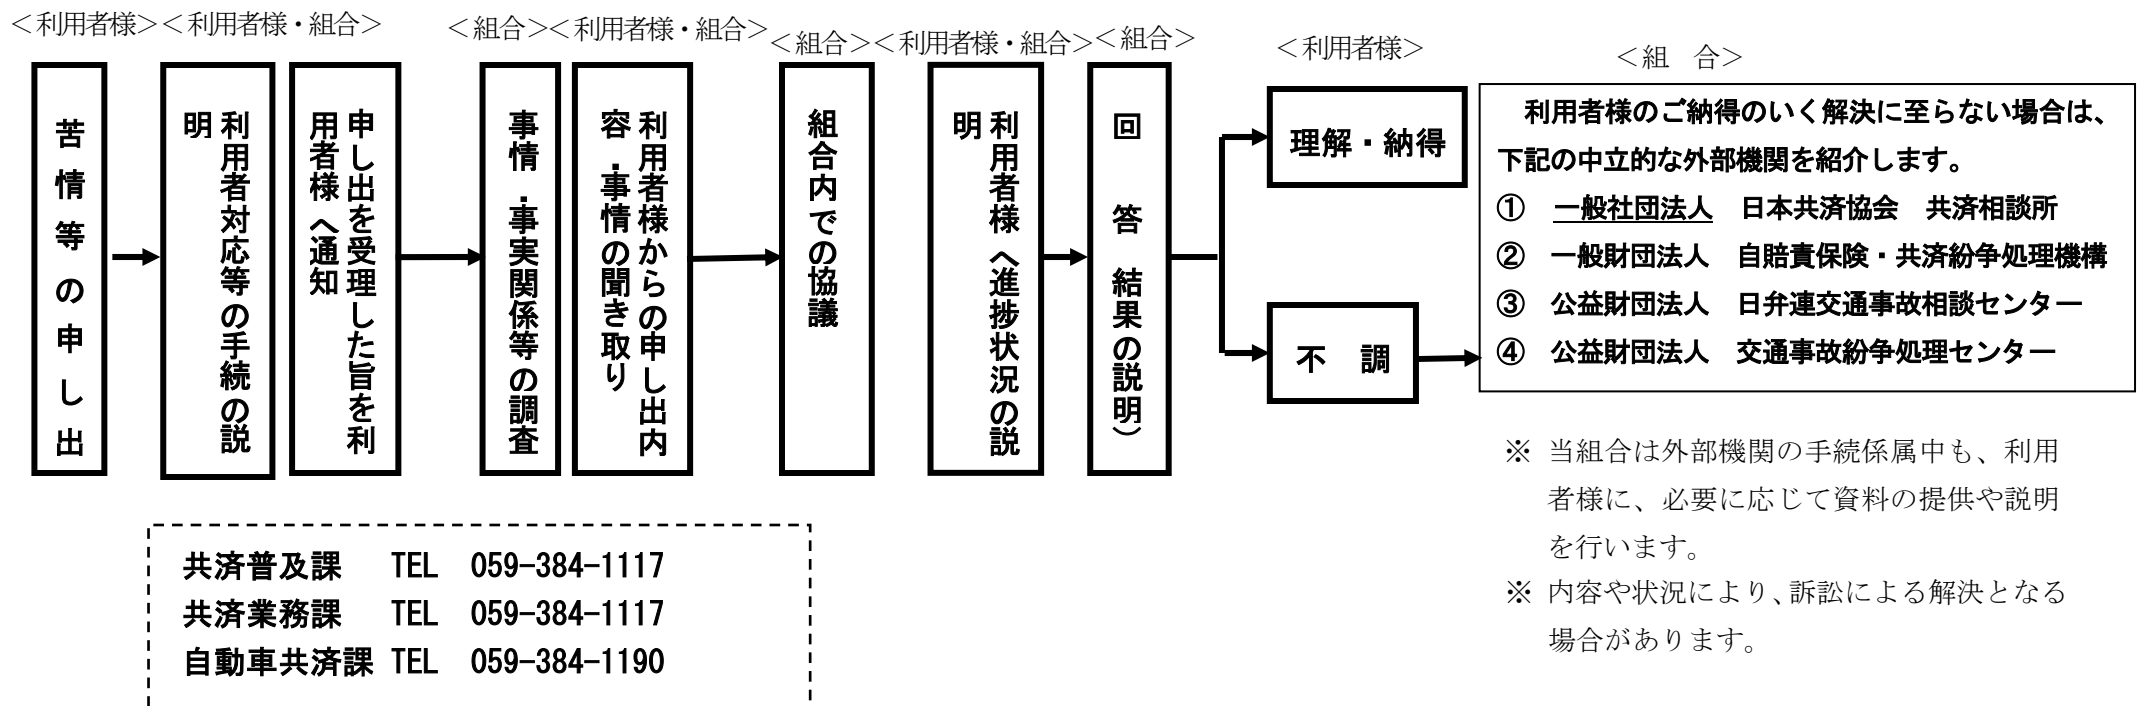 ＜利用者様＞
＜利用者様・組合＞
＜組合＞
＜利用者様・組合＞
＜組合＞
＜利用者様・組合＞
＜組合＞
＜利用者様＞
＜組　合＞
苦情等の申し出
利用者対応等の手続の説
明
申し出を受理した旨を利
用者様へ通知
事情・事実関係等の調査
利用者様からの申し出内
容・事情の聞き取り
組合内での協議
利用者様へ進捗状況の説
明
回　答　結果の説明）
理解・納得
不　調
利用者様のご納得のいく解決に至らない場合は、
下記の中立的な外部機関を紹介します。
①　一般社団法人　日本共済協会　共済相談所
②　一般財団法人　自賠責保険・共済紛争処理機構
③　公益財団法人　日弁連交通事故相談センター
④　公益財団法人　交通事故紛争処理センター
※ 当組合は外部機関の手続係属中も、利用
者様に、必要に応じて資料の提供や説明
を行います。
※ 内容や状況により、訴訟による解決となる
場合があります。
共済普及課　TEL　059-384-1117
共済業務課　TEL　059-384-1117
自動車共済課 TEL　059-384-1190